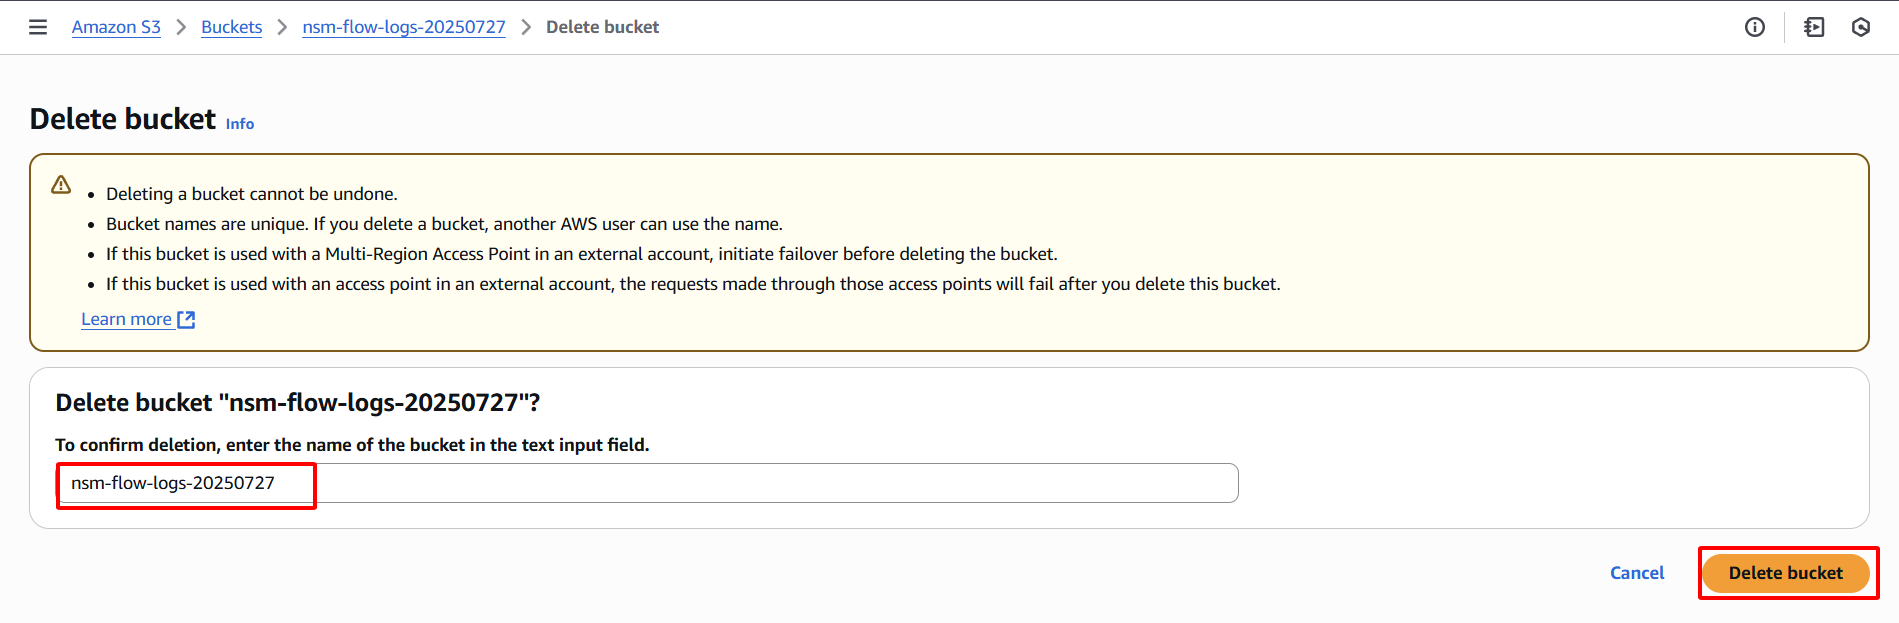 Amazon S3 > Buckets > nsm-flow-logs-20250727 > Delete bucket
Delete bucket Info
Deleting a bucket cannot be undone.
Bucket names are unique. If you delete a bucket, another AWS user can use the name.
If this bucket is used with a Multi-Region Access Point in an external account, initiate failover before deleting the bucket.
If this bucket is used with an access point in an external account, the requests made through those access points will fail after you delete this bucket.
Learn more
Delete bucket "nsm-flow-logs-20250727"?
To confirm deletion, enter the name of the bucket in the text input field.
nsm-flow-logs-20250727
Cancel Delete bucket